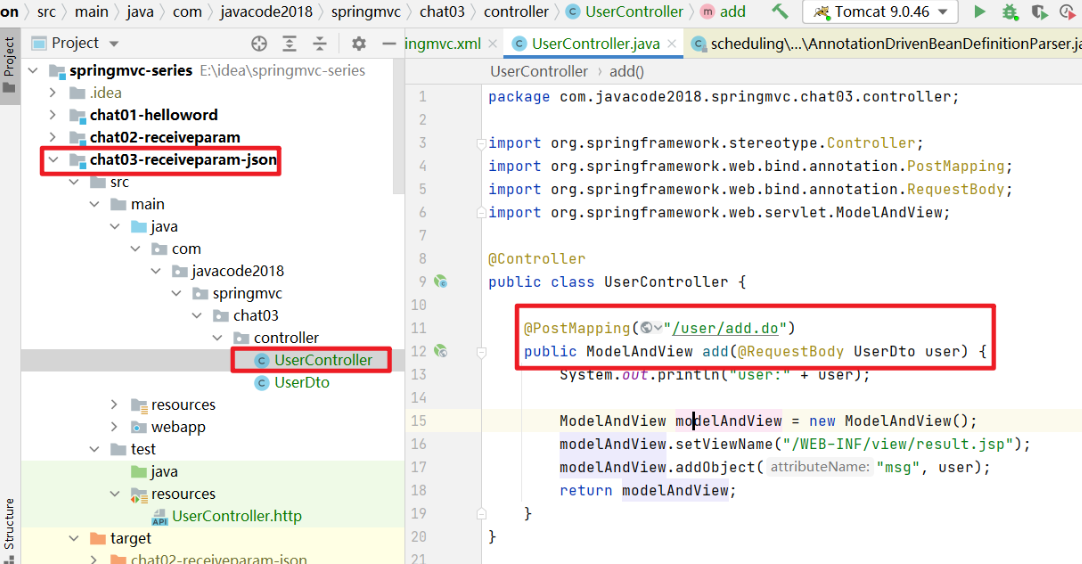 on › src › main › java › com › javacode2018 › springmvc › chat03 › controller › UserController › add Tomcat 9.0.46
Project
Structure
Project
springmvc-series E:\idea\springmvc-series
.idea
chat01-helloword
chat02-receiveparam
chat03-receiveparam-json
src
main
java
com
javacode2018
springmvc
chat03
controller
UserController
UserDto
resources
webapp
test
java
resources
API UserController.http
target
chat02-receiveparam-json
ingmvc.xml UserController.java scheduling\...\AnnotationDrivenBeanDefinitionParser.ja
UserController › add()
1 package com.javacode2018.springmvc.chat03.controller;
2
3 import org.springframework.stereotype.Controller;
4 import org.springframework.web.bind.annotation.PostMapping;
5 import org.springframework.web.bind.annotation.RequestBody;
6 import org.springframework.web.servlet.ModelAndView;
7
8 @Controller
9 public class UserController {
10
11 @PostMapping("/user/add.do")
12 public ModelAndView add(@RequestBody UserDto user) {
13 System.out.println("user:" + user);
14
15 ModelAndView modelAndView = new ModelAndView();
16 modelAndView.setViewName("/WEB-INF/view/result.jsp");
17 modelAndView.addObject( attributeName: "msg", user);
18 return modelAndView;
19 }
20 }
21